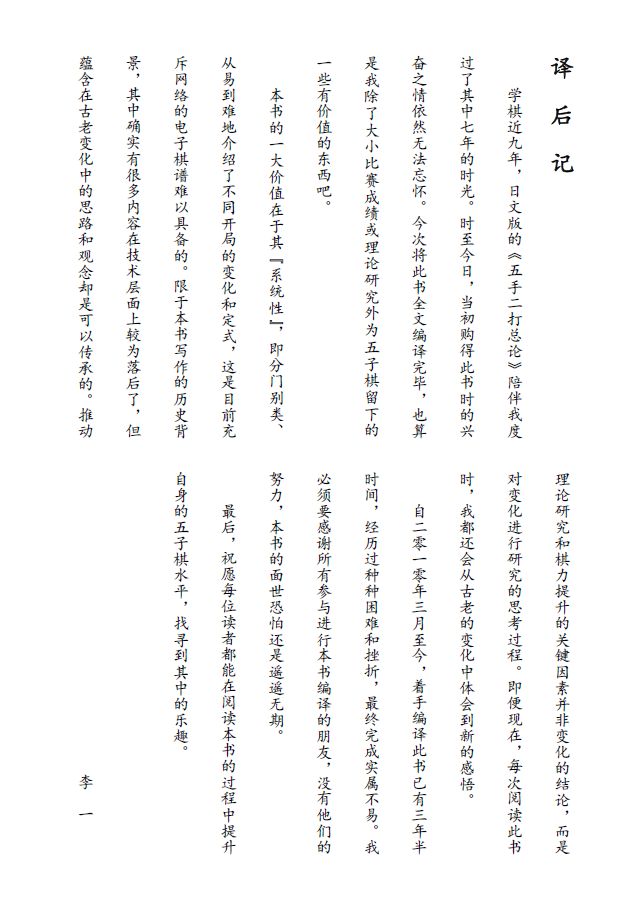 译后记
学棋近九年，日文版的《五手二打总论》陪伴我度
过了其中七年的时光。时至今日，当初购得此书时的兴
奋之情依然无法忘怀。今次将此书全文编译完毕，也算
是我除了大小比赛成绩或理论研究外为五子棋留下的
一些有价值的东西吧。
本书的一大价值在于其『系统性』，即分门别类、
从易到难地介绍了不同开局的变化和定式，这是目前充
斥网络的电子棋谱难以具备的。限于本书写作的历史背
景，其中确实有很多内容在技术层面上较为落后了，但
蕴含在古老变化中的思路和观念却是可以传承的。推动
理论研究和棋力提升的关键因素并非变化的结论，而是
对变化进行研究的思考过程。即便现在，每次阅读此书
时，我都还会从古老的变化中体会到新的感悟。
自二零一零年三月至今，着手编译此书已有三年半
时间，经历过种种困难和挫折，最终完成实属不易。我
必须要感谢所有参与进行本书编译的朋友，没有他们的
努力，本书的面世恐怕还是遥遥无期。
最后，祝愿每位读者都能在阅读本书的过程中提升
自身的五子棋水平，找寻到其中的乐趣。
李一